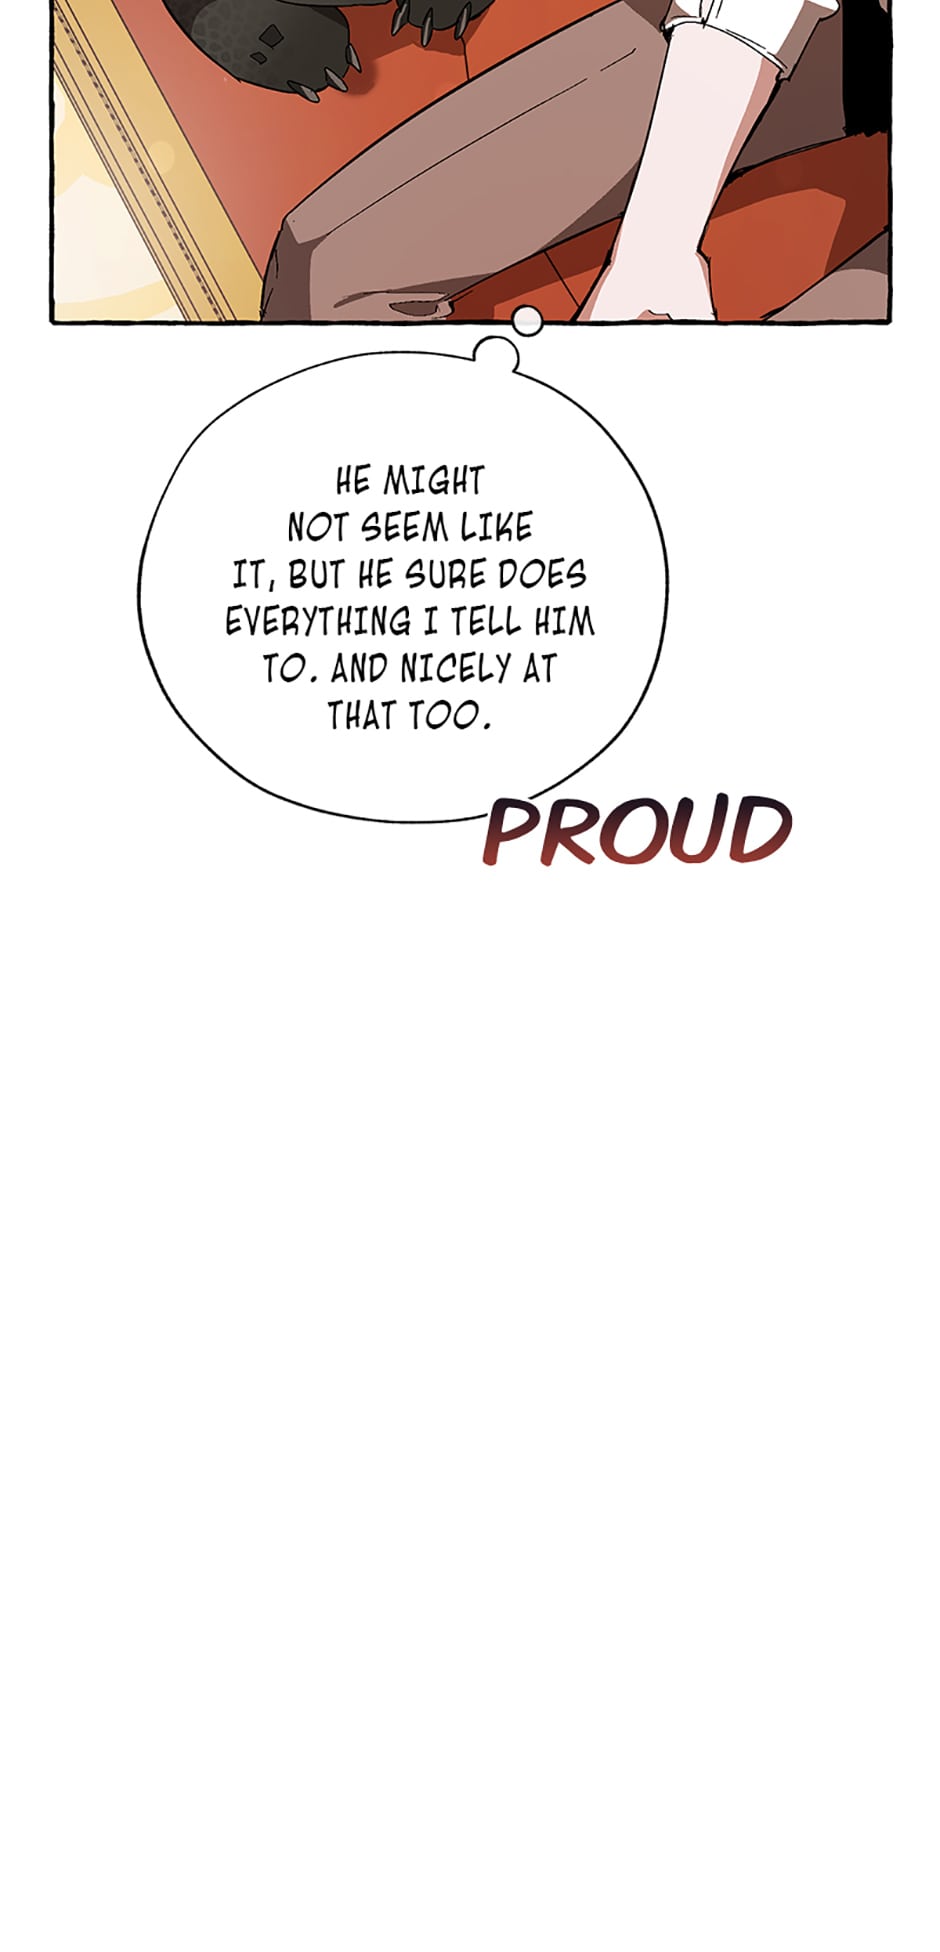 HE MIGHT
NOT SEEM LIKE
IT, BUT HE SURE DOES
EVERYTHING I TELL HIM
TO. AND NICELY AT
THAT TOO.
PROUD